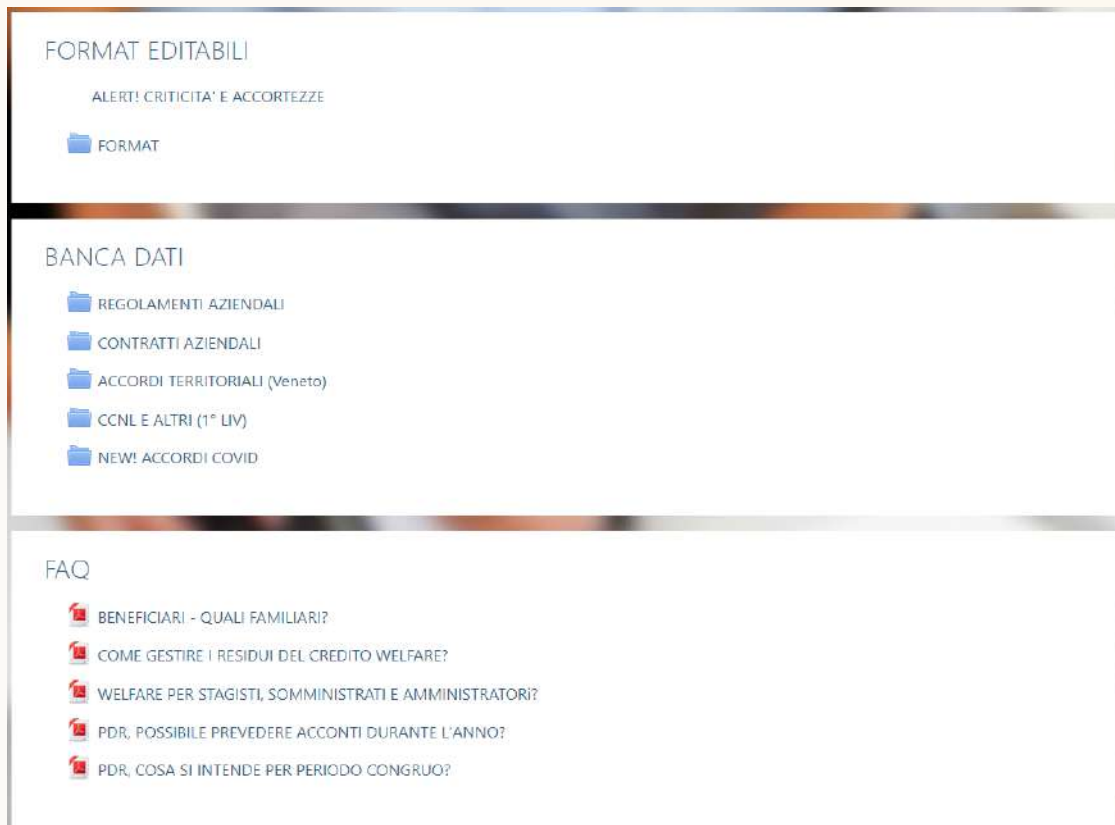 FORMAT EDITABILI
ALERT! CRITICITA' E ACCORTEZZE
FORMAT
BANCA DATI
REGOLAMENTI AZIENDALI
CONTRATTI AZIENDALI
ACCORDI TERRITORIALI (Veneto)
CCNL E ALTRI (1° LIV)
NEW! ACCORDI COVID
FAQ
BENEFICIARI - QUALI FAMILIARI?
COME GESTIRE I RESIDUI DEL CREDITO WELFARE?
WELFARE PER STAGISTI, SOMMINISTRATI E AMMINISTRATORi?
PDR, POSSIBILE PREVEDERE ACCONTI DURANTE L'ANNO?
PDR, COSA SI INTENDE PER PERIODO CONGRUO?